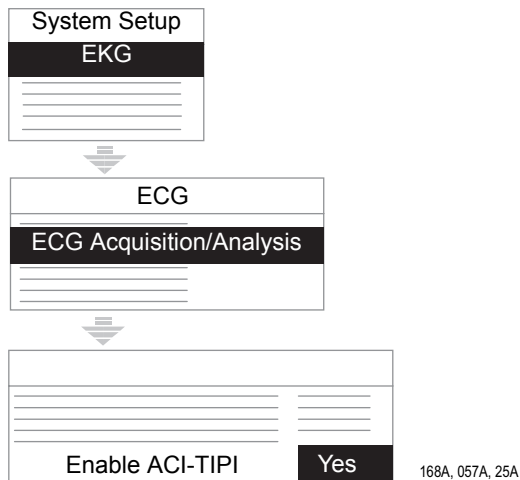 System Setup
EKG
ECG
ECG Acquisition/Analysis
Enable ACI-TIPI Yes
168A, 057A, 25A